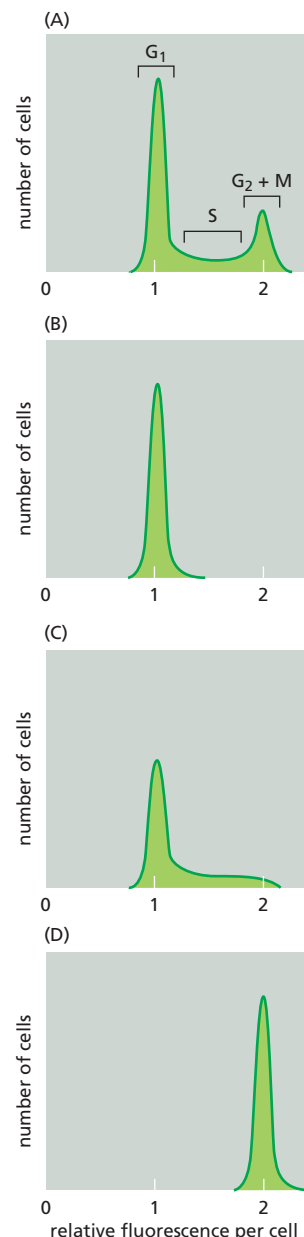 (A)
G₁
G₂ + M
S
number of cells
0 1 2
(B)
number of cells
0 1 2
(C)
number of cells
0 1 2
(D)
number of cells
0 1 2
relative fluorescence per cell